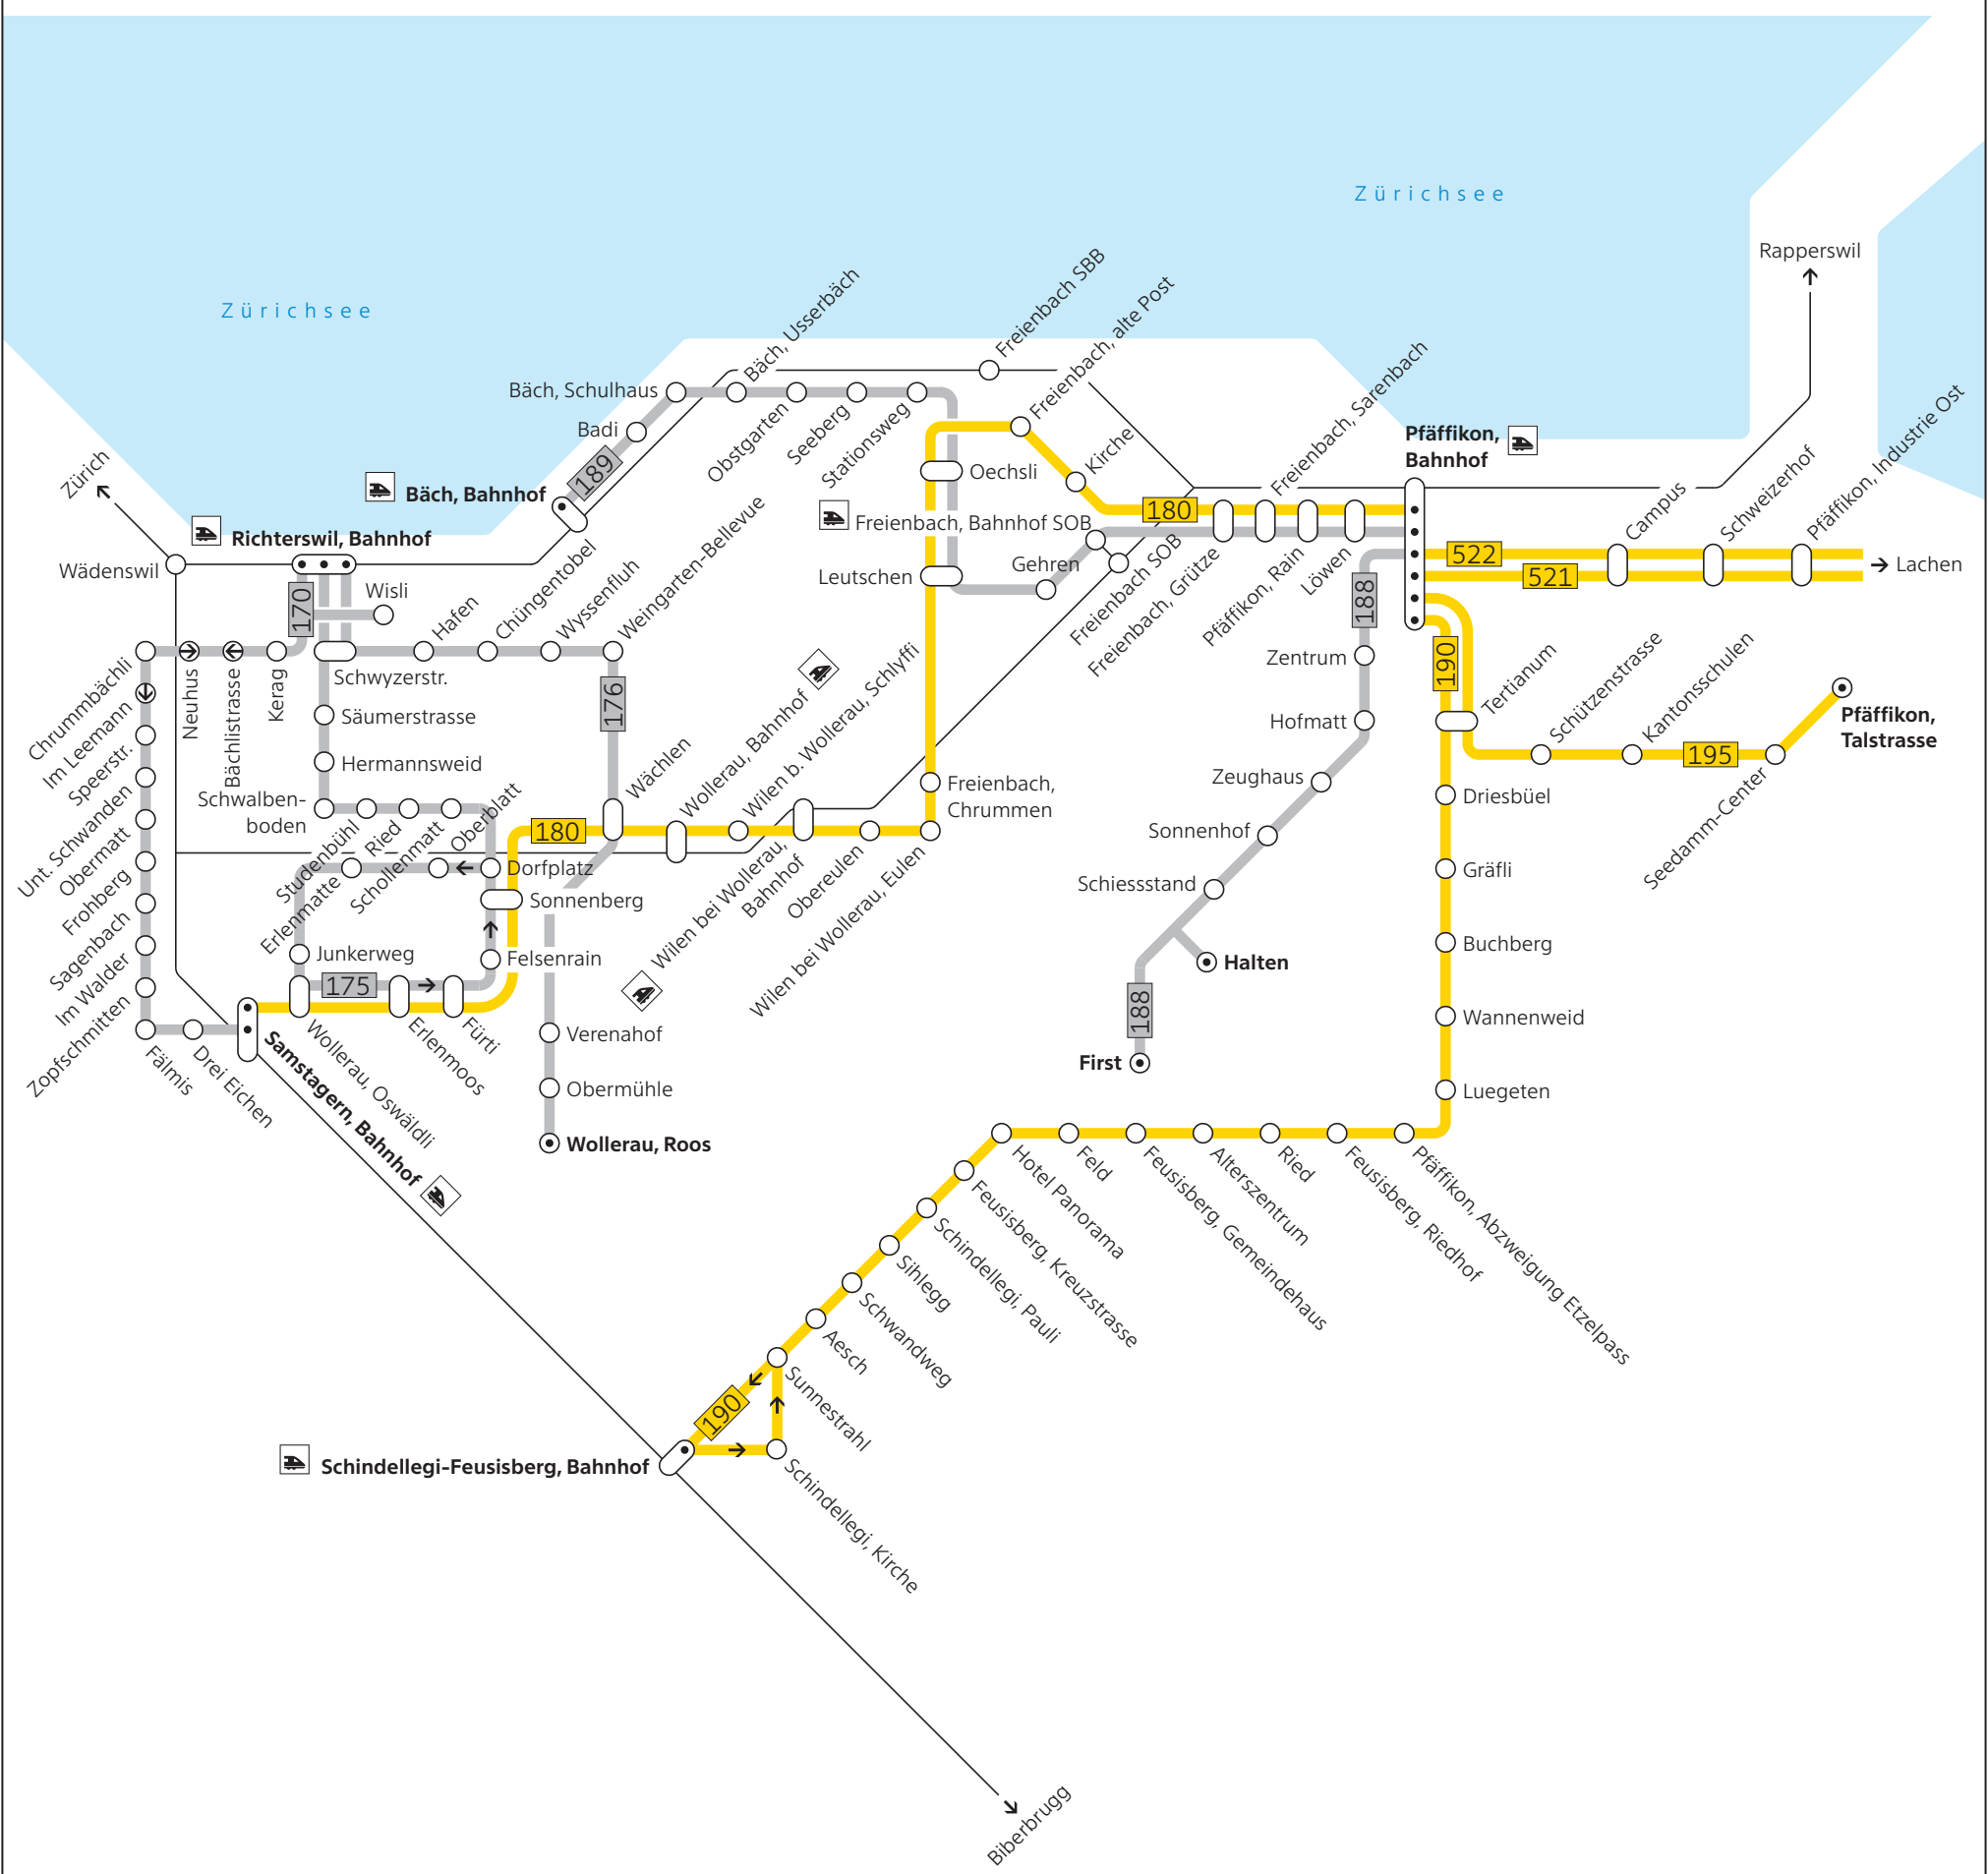 Zürichsee
Rapperswil
Zürichsee
Freienbach SBB
Bäch, Usserbäch
Freienbach, alte Post
Bäch, Schulhaus
Badi
189
Obstgarten
Seeberg
Stationsweg
Oechsli
Kirche
Freienbach, Sarenbach
Pfäffikon,
Bahnhof
Campus
Schweizerhof
Pfäffikon, Industrie Ost
Zürich
Bäch, Bahnhof
Richterswil, Bahnhof
Wädenswil
Freienbach, Bahnhof SOB
180
522
521
Lachen
Leutschen
Gehren
Freienbach SOB
Freienbach, Grütze
Pfäffikon, Rain
Löwen
188
170
Wisli
Hafen
Chüngentobel
Wyssenfluh
Weingarten-Bellevue
Schwyzerstr.
Chrummbächli
Neuhus
Bächlistrasse
Kerag
176
Säumerstrasse
Hermannsweid
Schwalben-
boden
Im Leemann
Speerstr.
Unt. Schwanden
Obermatt
Frohberg
Sagenbach
Im Walder
Zopfschmitten
Fälmis
Drei Eichen
Studenbühl
Ried
Schollenmatt
Oberblatt
Erlenmatte
Dorfplatz
Sonnenberg
Junkerweg
Felsenrain
175
Wollerau, Oswäldli
Erlenmoos
Fürti
Samstagern, Bahnhof
180
Wächlen
Wollerau, Bahnhof
Wilen b. Wollerau, Schlyffi
Wilen bei Wollerau,
Bahnhof
Obereulen
Wilen bei Wollerau, Eulen
Freienbach,
Chrummen
Verenahof
Obermühle
Wollerau, Roos
Zentrum
Hofmatt
Zeughaus
Sonnenhof
Schiessstand
Halten
188
First
190
Tertianum
Schützenstrasse
Kantonsschulen
195
Seedamm-Center
Pfäffikon,
Talstrasse
Driesbüel
Gräfli
Buchberg
Wannenweid
Luegeten
Pfäffikon, Abzweigung Etzelpass
Feusisberg, Riedhof
Ried
Alterszentrum
Feusisberg, Gemeindehaus
Feld
Hotel Panorama
Feusisberg, Kreuzstrasse
Schindellegi, Pauli
Sihlegg
Schwandweg
Aesch
Sunnestrahl
190
Schindellegi-Feusisberg, Bahnhof
Schindellegi, Kirche
Biberbrugg